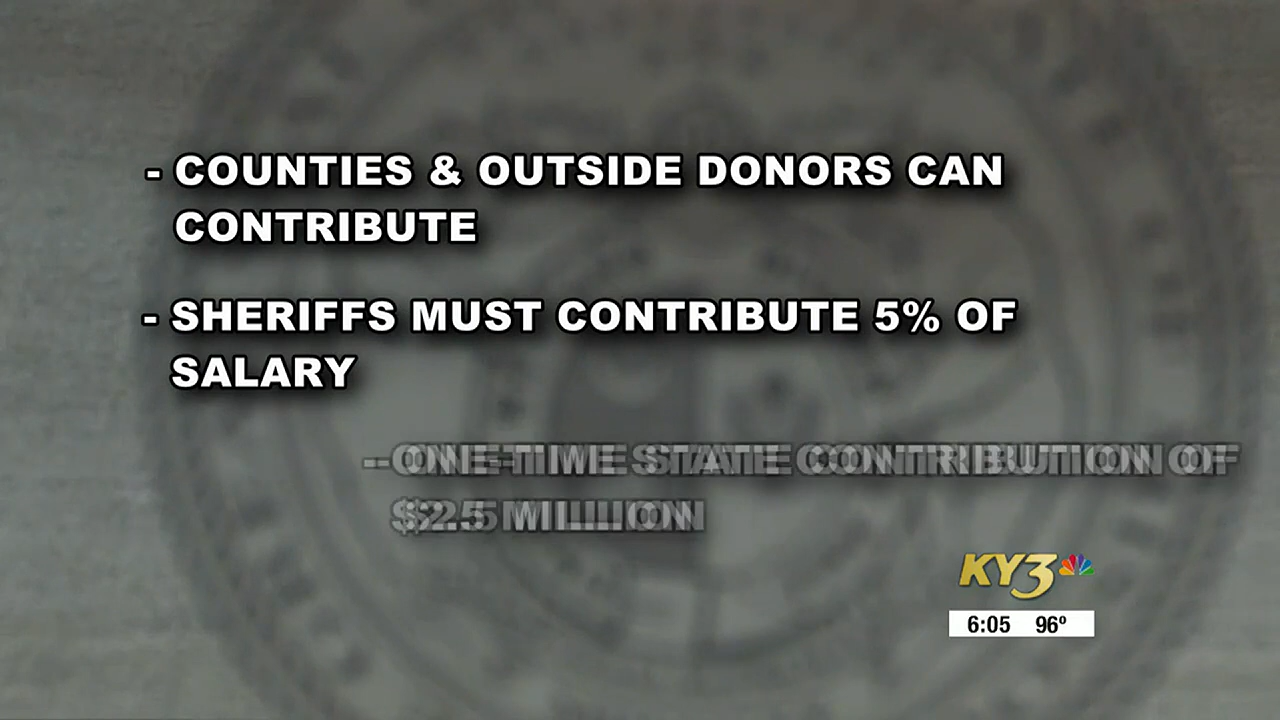 - COUNTIES & OUTSIDE DONORS CAN
CONTRIBUTE
- SHERIFFS MUST CONTRIBUTE 5% OF
SALARY
- ONE-TIME STATE CONTRIBUTION OF
$2.5 MILLION
KY3
6:05 96º